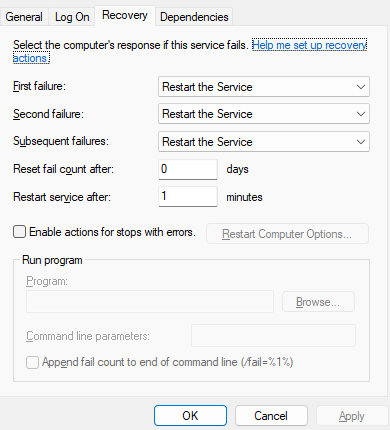 General Log On Recovery Dependencies
Select the computer's response if this service fails. Help me set up recovery
actions.
First failure: Restart the Service
Second failure: Restart the Service
Subsequent failures: Restart the Service
Reset fail count after: 0 days
Restart service after: 1 minutes
Enable actions for stops with errors. Restart Computer Options...
Run program
Program:
Browse...
Command line parameters:
Append fail count to end of command line (/fail=%1%)
OK Cancel Apply